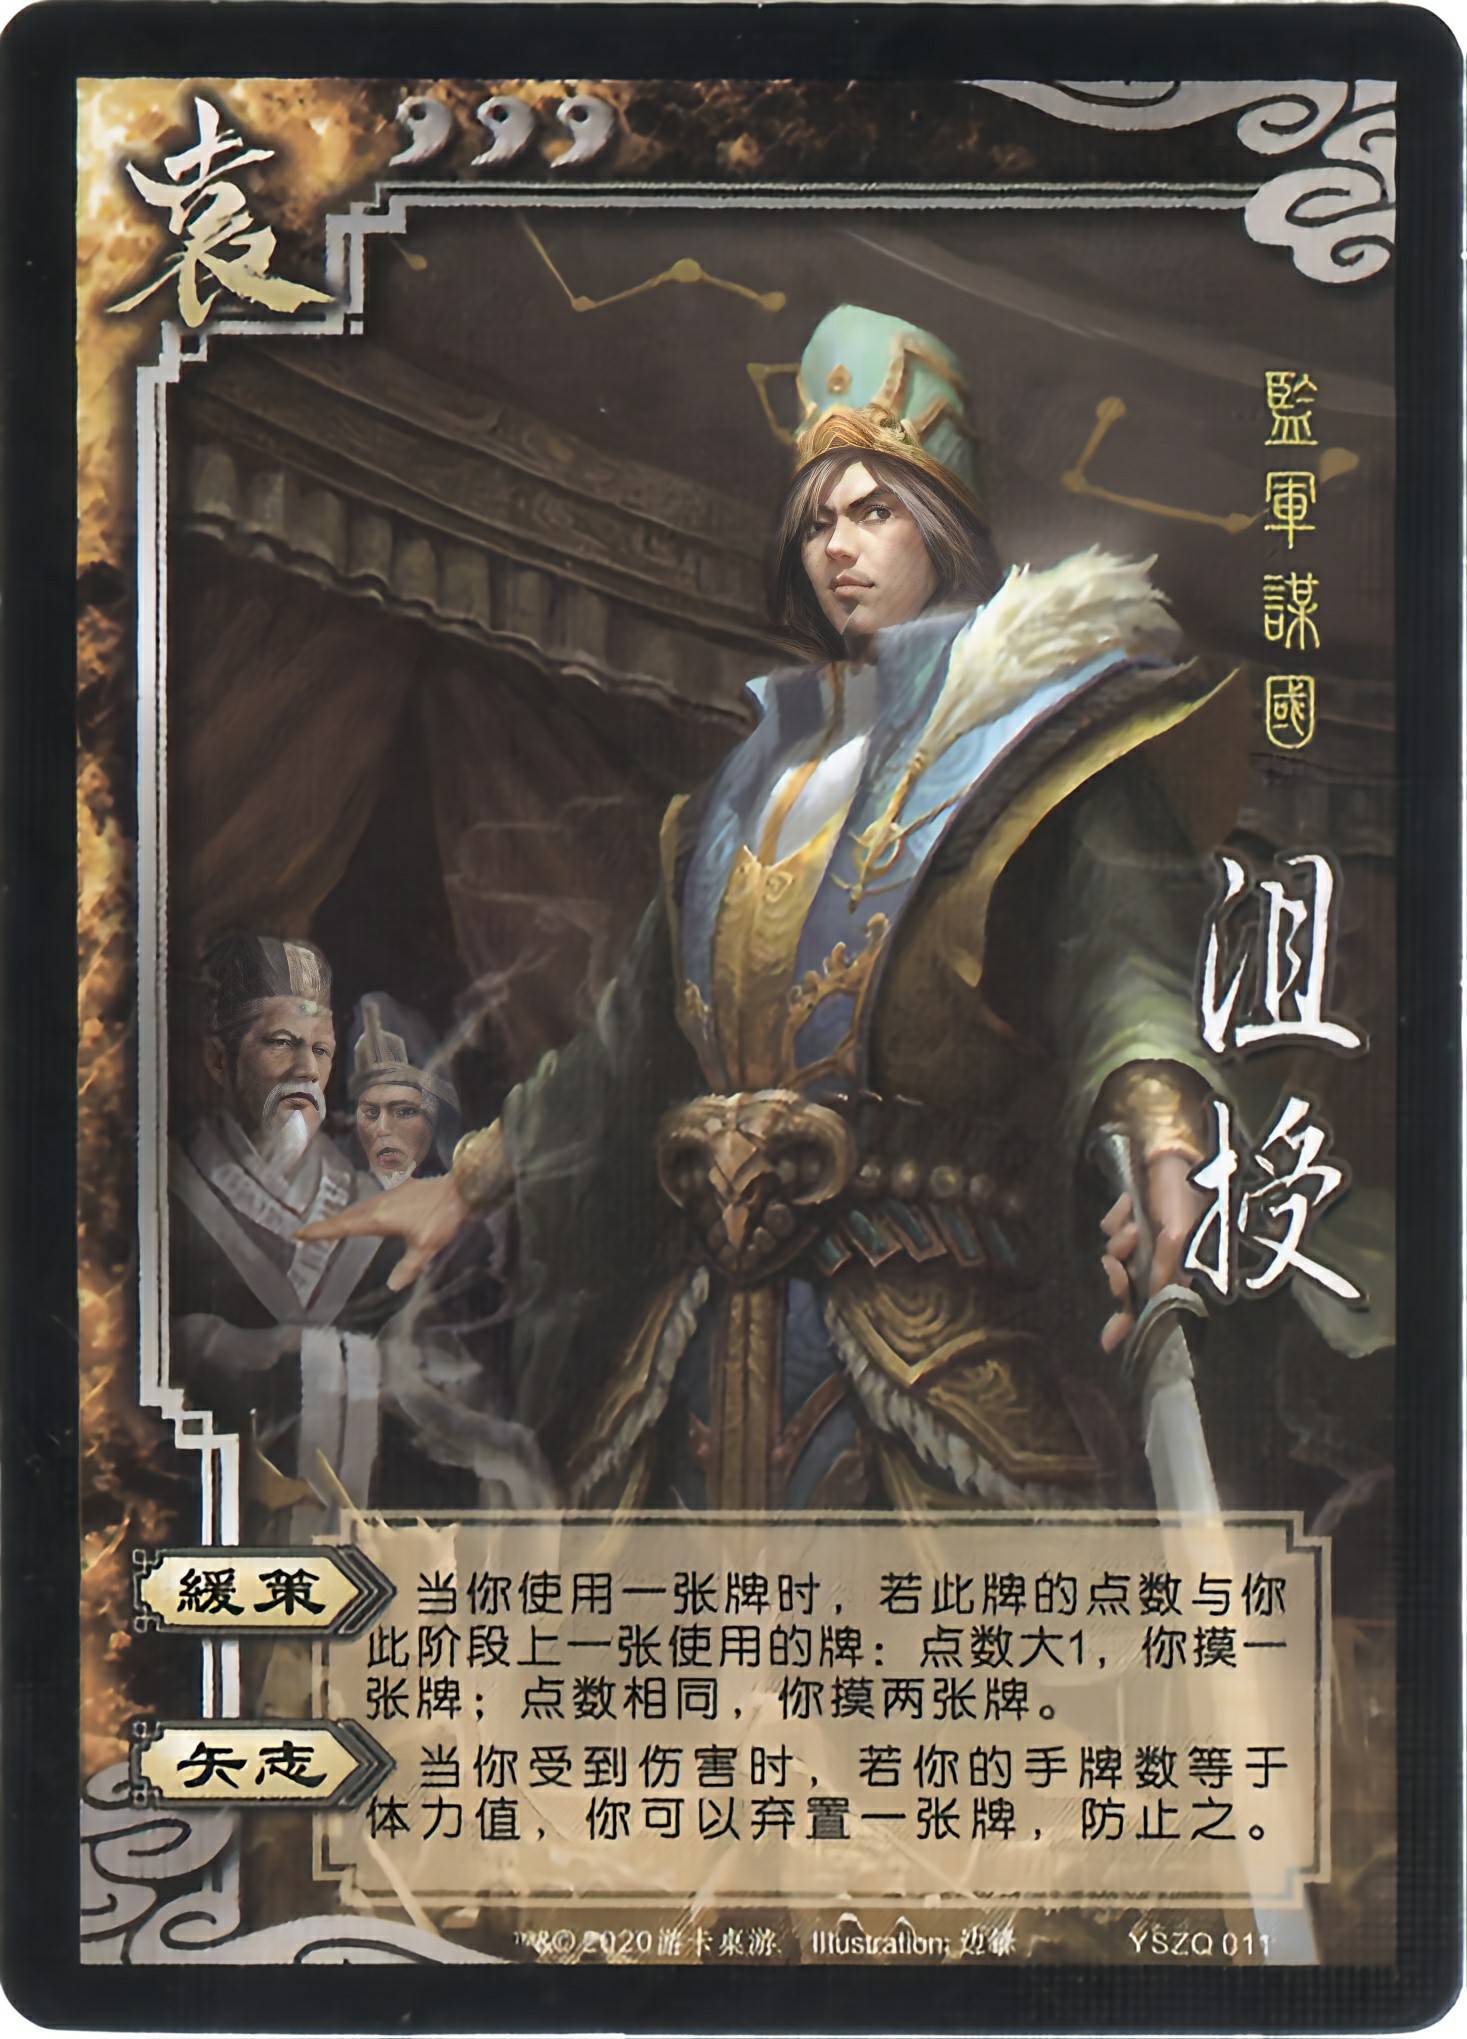 袁
監軍謀國
沮授
緩策
当你使用一张牌时，若此牌的点数与你
此阶段上一张使用的牌：点数大1，你摸一
张牌；点数相同，你摸两张牌。
矢志
当你受到伤害时，若你的手牌数等于
体力值，你可以弃置一张牌，防止之。
™&© 2020游卡桌游. Illustration: 边鋒
YSZQ 011